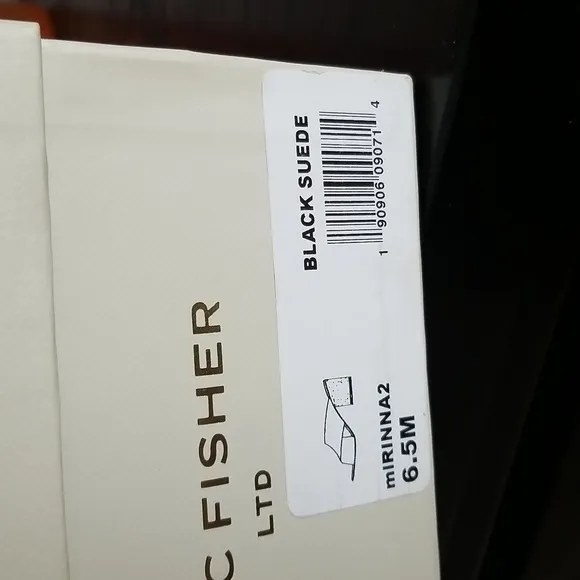 C FISHER
LTD
BLACK SUEDE
1 90906 09071 4
mIRINNA2
6.5M